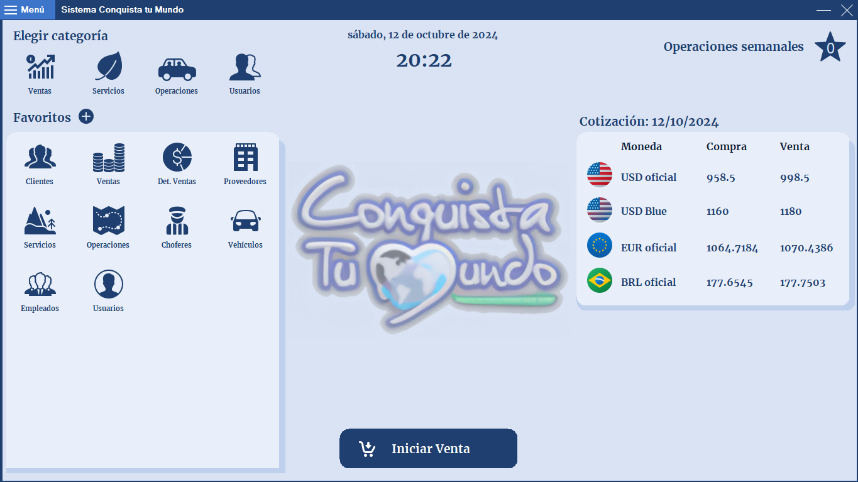 Menú
Sistema Conquista tu Mundo
Elegir categoría
sábado, 12 de octubre de 2024
20:22
Operaciones semanales 0
Ventas
Servicios
Operaciones
Usuarios
Favoritos
Clientes
Ventas
Det. Ventas
Proveedores
Servicios
Operaciones
Choferes
Vehículos
Empleados
Usuarios
Conquista
Tu Mundo
Cotización: 12/10/2024
Moneda Compra Venta
USD oficial 958.5 998.5
USD Blue 1160 1180
EUR oficial 1064.7184 1070.4386
BRL oficial 177.6545 177.7503
Iniciar Venta